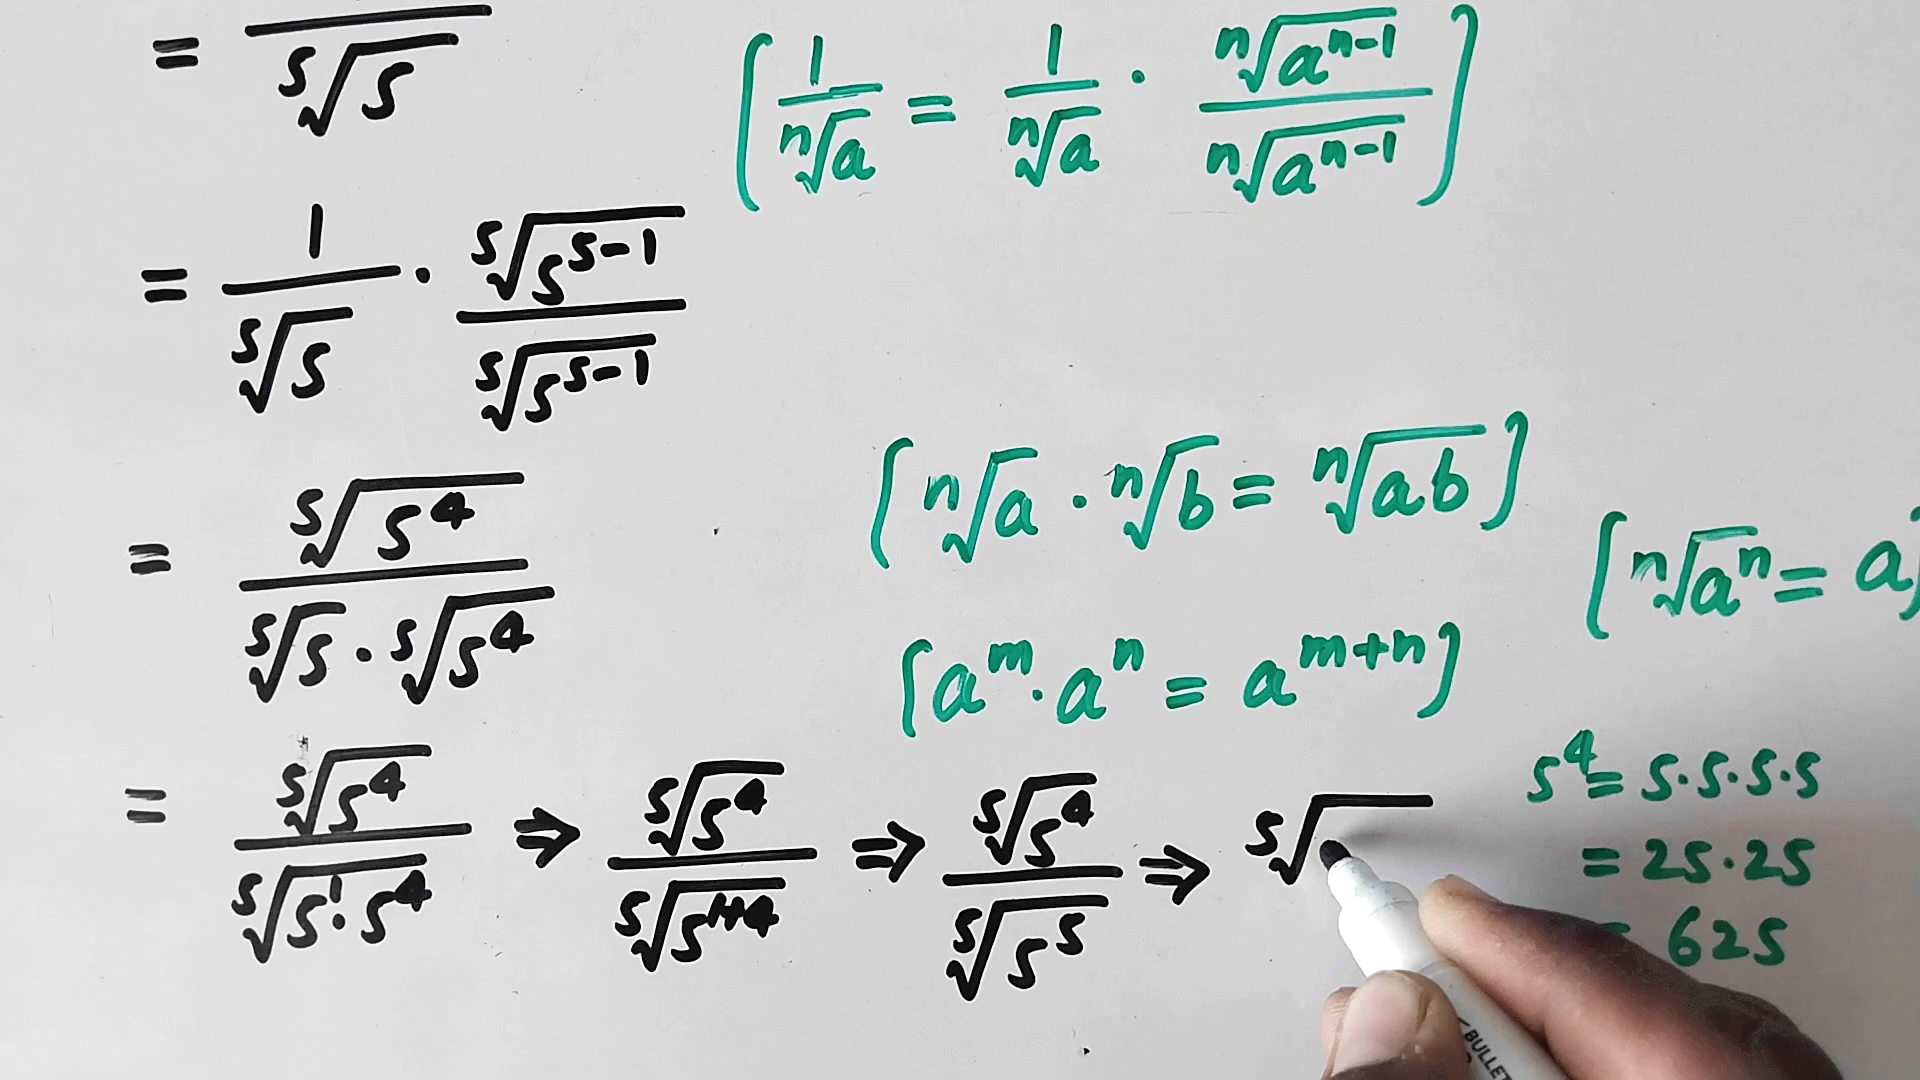 = 1/⁵√5
[1/ⁿ√a = 1/ⁿ√a · ⁿ√aⁿ⁻¹/ⁿ√aⁿ⁻¹]
= 1/⁵√5 · ⁵√5⁵⁻¹/⁵√5⁵⁻¹
= ⁵√5⁴/⁵√5 · ⁵√5⁴
[ⁿ√a · ⁿ√b = ⁿ√ab]
[ⁿ√aⁿ = a]
[aᵐ · aⁿ = aᵐ⁺ⁿ]
= ⁵√5⁴/⁵√5¹·5⁴ ⇒ ⁵√5⁴/⁵√5¹⁺⁴ ⇒ ⁵√5⁴/⁵√5⁵ ⇒ ⁵√
5⁴ = 5·5·5·5
= 25·25
= 625
BULLET